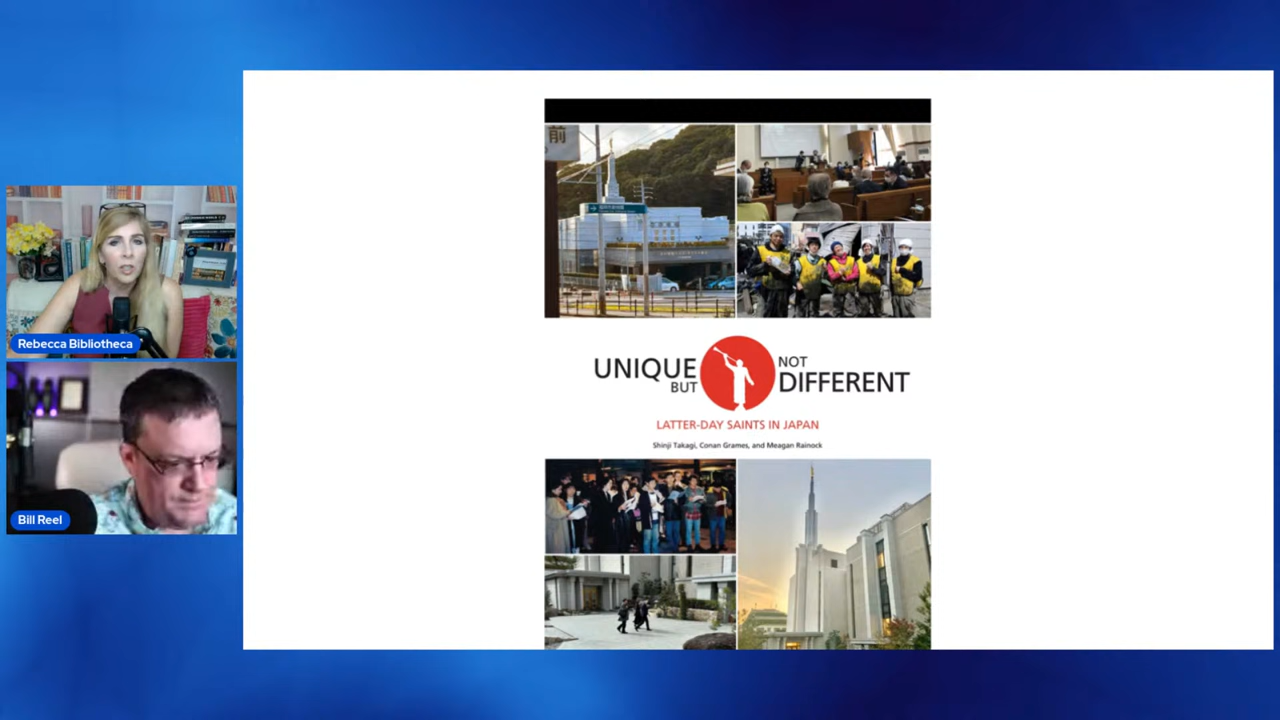 Rebecca Bibliotheca
Bill Reel
前
UNIQUE
BUT
NOT
DIFFERENT
LATTER-DAY SAINTS IN JAPAN
Shinji Takagi, Conan Grames, and Meagan Rainock